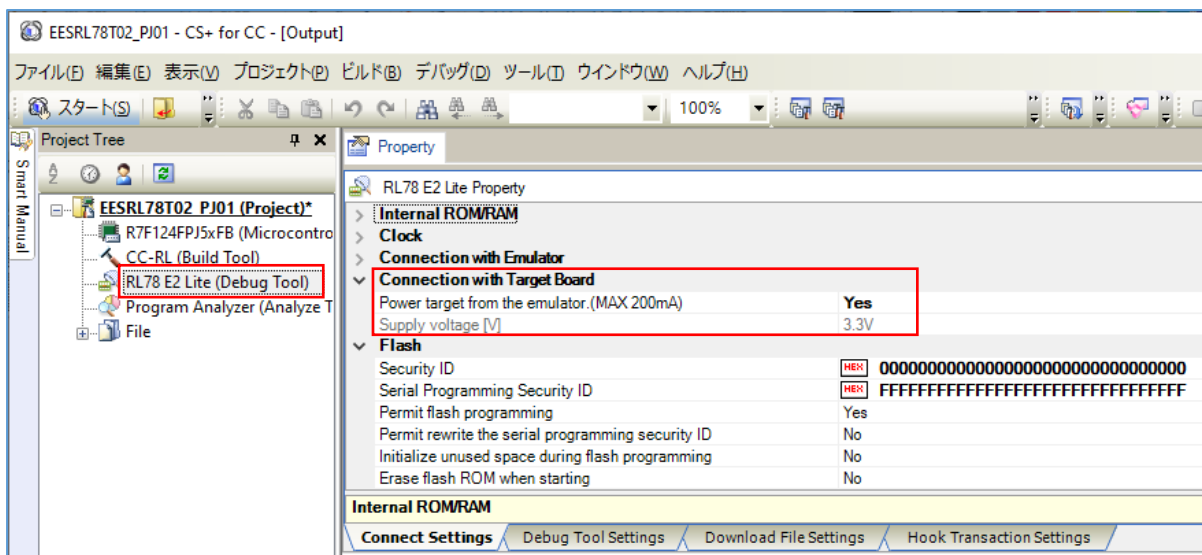 EESRL78T02_PJ01 - CS+ for CC - [Output]
ファイル(F) 編集(E) 表示(V) プロジェクト(P) ビルド(B) デバッグ(D) ツール(T) ウインドウ(W) ヘルプ(H)
スタート(S) 100%
Smart Manual
Project Tree
EESRL78T02_PJ01 (Project)*
R7F124FPJ5xFB (Microcontro
CC-RL (Build Tool)
RL78 E2 Lite (Debug Tool)
Program Analyzer (Analyze T
File
Property
RL78 E2 Lite Property
Internal ROM/RAM
Clock
Connection with Emulator
Connection with Target Board
Power target from the emulator.(MAX 200mA) Yes
Supply voltage [V] 3.3V
Flash
Security ID HEX 00000000000000000000000000000000
Serial Programming Security ID HEX FFFFFFFFFFFFFFFFFFFFFFFFFFFFFFFF
Permit flash programming Yes
Permit rewrite the serial programming security ID No
Initialize unused space during flash programming No
Erase flash ROM when starting No
Internal ROM/RAM
Connect Settings Debug Tool Settings Download File Settings Hook Transaction Settings